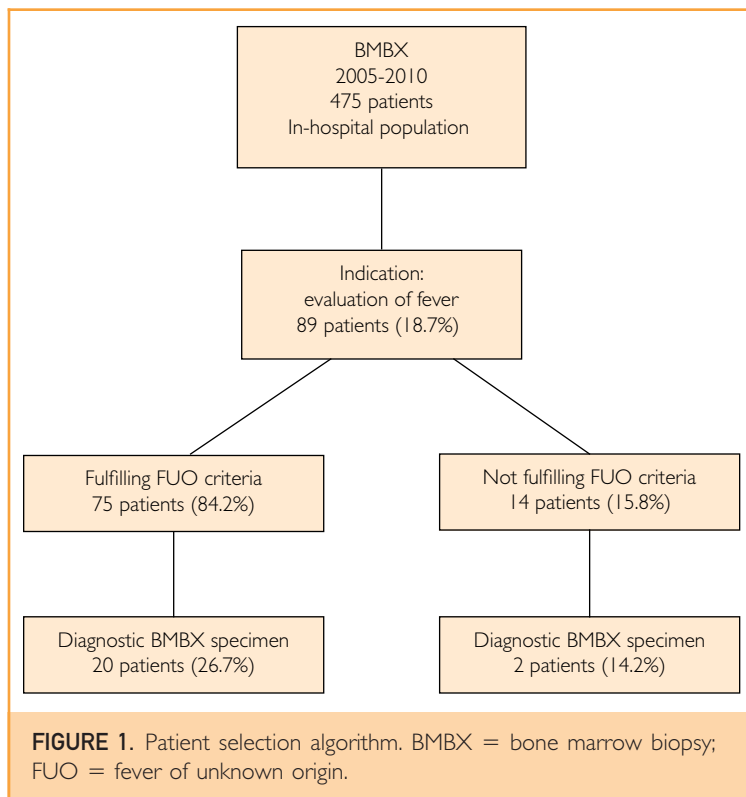 BMBX
2005-2010
475 patients
In-hospital population
Indication:
evaluation of fever
89 patients (18.7%)
Fulfilling FUO criteria
75 patients (84.2%)
Not fulfilling FUO criteria
14 patients (15.8%)
Diagnostic BMBX specimen
20 patients (26.7%)
Diagnostic BMBX specimen
2 patients (14.2%)
FIGURE 1. Patient selection algorithm. BMBX = bone marrow biopsy;
FUO = fever of unknown origin.